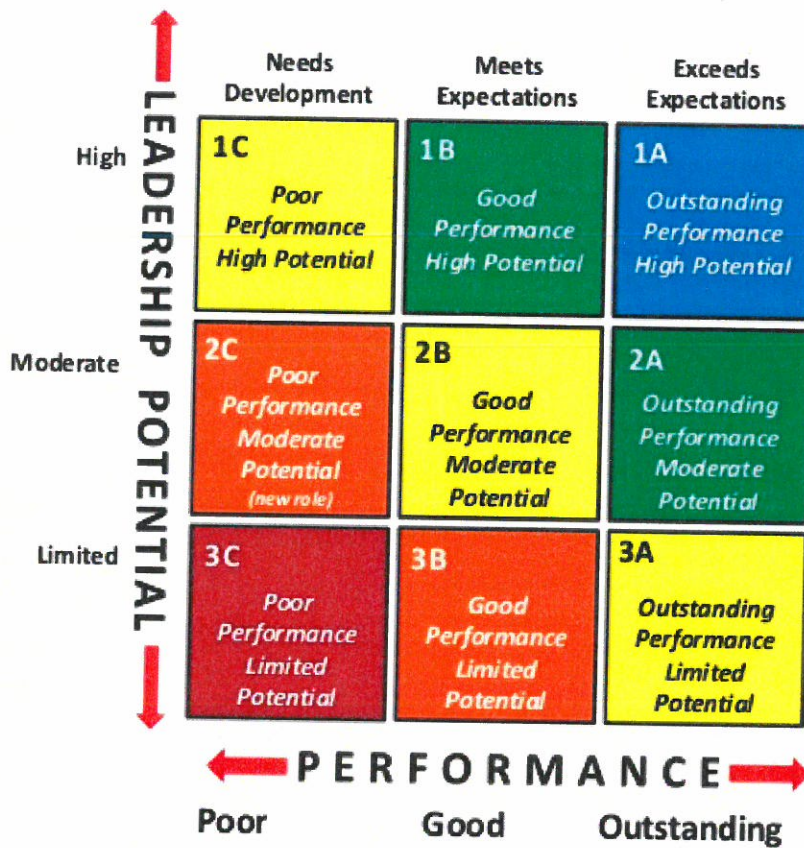 Needs
Development
Meets
Expectations
Exceeds
Expectations
LEADERSHIP POTENTIAL
High
1C
Poor
Performance
High Potential
1B
Good
Performance
High Potential
1A
Outstanding
Performance
High Potential
Moderate
2C
Poor
Performance
Moderate
Potential
(new role)
2B
Good
Performance
Moderate
Potential
2A
Outstanding
Performance
Moderate
Potential
Limited
3C
Poor
Performance
Limited
Potential
3B
Good
Performance
Limited
Potential
3A
Outstanding
Performance
Limited
Potential
PERFORMANCE
Poor
Good
Outstanding